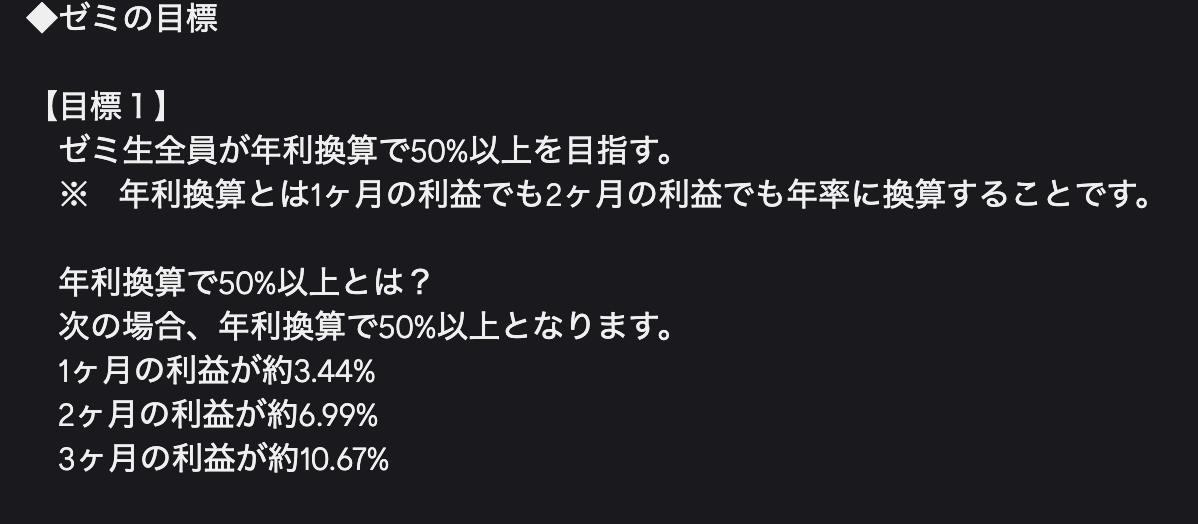 ◆ゼミの目標
【目標１】
ゼミ生全員が年利換算で50%以上を目指す。
※　年利換算とは1ヶ月の利益でも2ヶ月の利益でも年率に換算することです。
年利換算で50%以上とは？
次の場合、年利換算で50%以上となります。
1ヶ月の利益が約3.44%
2ヶ月の利益が約6.99%
3ヶ月の利益が約10.67%